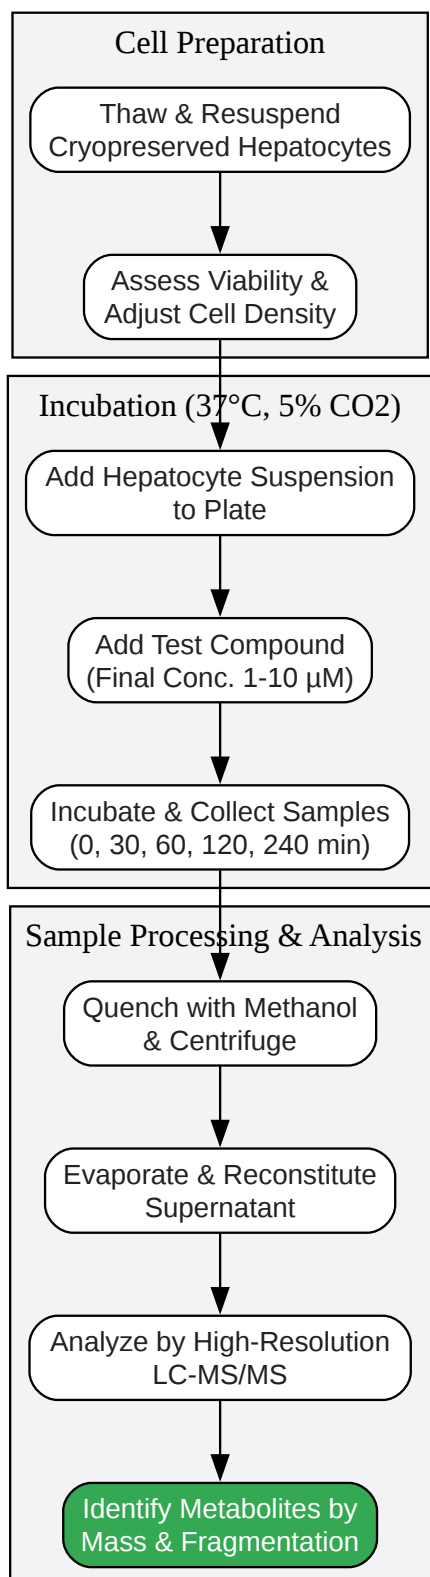 Cell Preparation
Thaw & Resuspend
Cryopreserved Hepatocytes
Assess Viability &
Adjust Cell Density
Incubation (37°C, 5% CO2)
Add Hepatocyte Suspension
to Plate
Add Test Compound
(Final Conc. 1-10 µM)
Incubate & Collect Samples
(0, 30, 60, 120, 240 min)
Sample Processing & Analysis
Quench with Methanol
& Centrifuge
Evaporate & Reconstitute
Supernatant
Analyze by High-Resolution
LC-MS/MS
Identify Metabolites by
Mass & Fragmentation